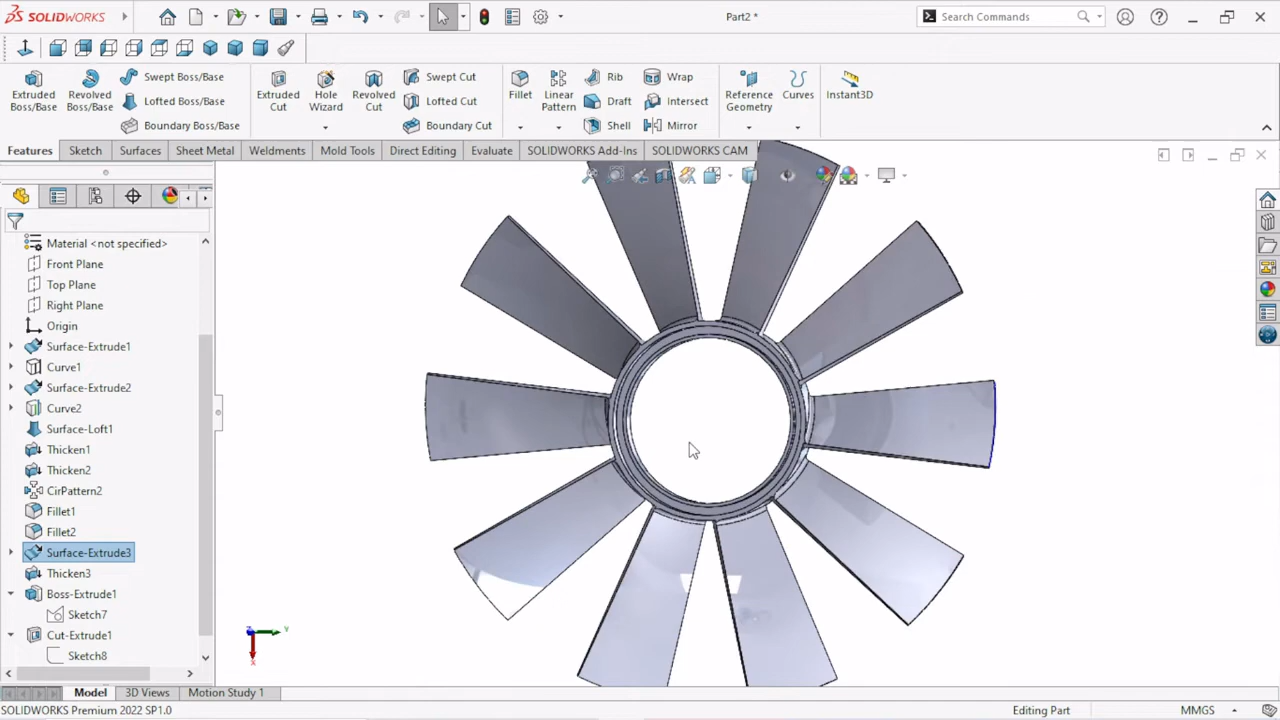 SOLIDWORKS
Part2 *
Search Commands
Extruded Boss/Base
Revolved Boss/Base
Swept Boss/Base
Lofted Boss/Base
Boundary Boss/Base
Extruded Cut
Hole Wizard
Revolved Cut
Swept Cut
Lofted Cut
Boundary Cut
Fillet
Linear Pattern
Rib
Draft
Shell
Wrap
Intersect
Mirror
Reference Geometry
Curves
Instant3D
Features
Sketch
Surfaces
Sheet Metal
Weldments
Mold Tools
Direct Editing
Evaluate
SOLIDWORKS Add-Ins
SOLIDWORKS CAM
Material <not specified>
Front Plane
Top Plane
Right Plane
Origin
Surface-Extrude1
Curve1
Surface-Extrude2
Curve2
Surface-Loft1
Thicken1
Thicken2
CirPattern2
Fillet1
Fillet2
Surface-Extrude3
Thicken3
Boss-Extrude1
Sketch7
Cut-Extrude1
Sketch8
Z
Y
X
Model
3D Views
Motion Study 1
SOLIDWORKS Premium 2022 SP1.0
Editing Part
MMGS